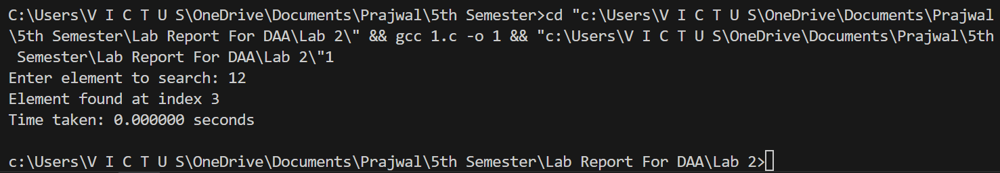 C:\Users\V I C T U S\OneDrive\Documents\Prajwal\5th Semester>cd "c:\Users\V I C T U S\OneDrive\Documents\Prajwal
\5th Semester\Lab Report For DAA\Lab 2\" && gcc 1.c -o 1 && "c:\Users\V I C T U S\OneDrive\Documents\Prajwal\5th
 Semester\Lab Report For DAA\Lab 2\"1
Enter element to search: 12
Element found at index 3
Time taken: 0.000000 seconds
c:\Users\V I C T U S\OneDrive\Documents\Prajwal\5th Semester\Lab Report For DAA\Lab 2>